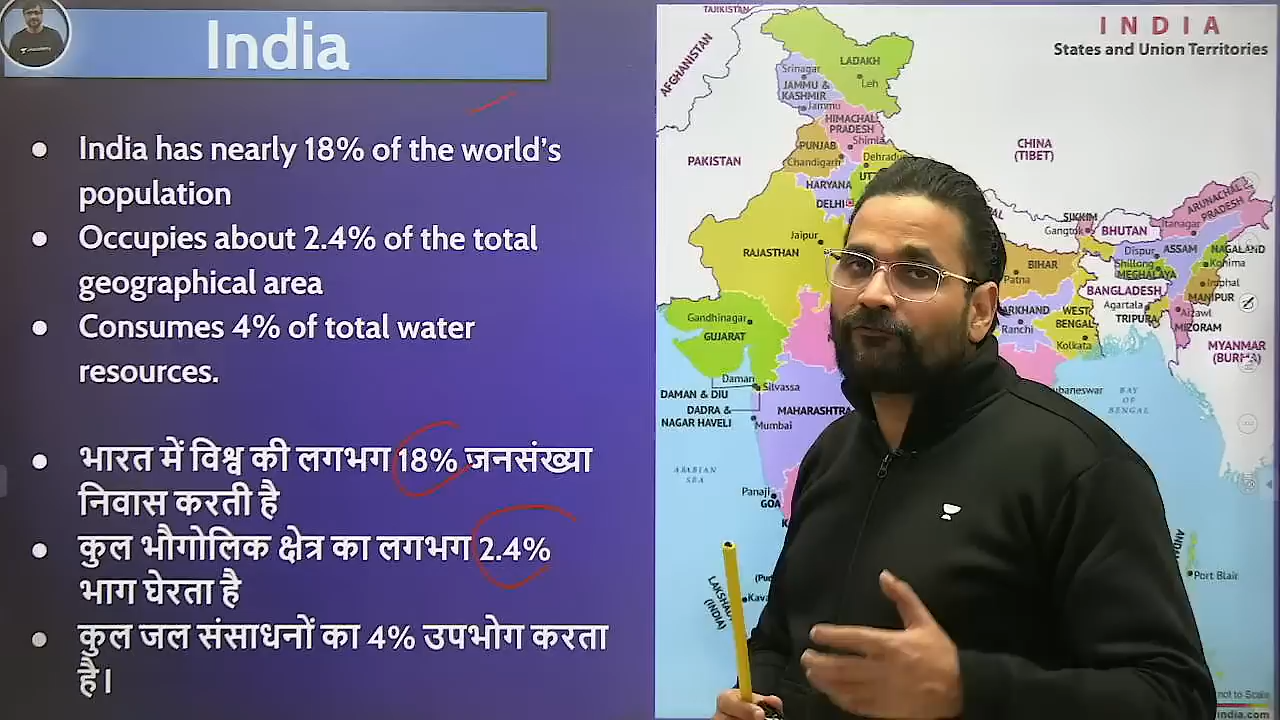 India
India has nearly 18% of the world's
population
Occupies about 2.4% of the total
geographical area
Consumes 4% of total water
resources.
भारत में विश्व की लगभग 18% जनसंख्या
निवास करती है
कुल भौगोलिक क्षेत्र का लगभग 2.4%
भाग घेरता है
कुल जल संसाधनों का 4% उपभोग करता
है।
INDIA
States and Union Territories
TAJIKISTAN
AFGHANISTAN
LADAKH
Srinagar
Leh
JAMMU &
KASHMIR
Jammu
HIMACHAL
PRADESH
Shimla
PUNJAB
Chandigarh
Dehradun
CHINA
(TIBET)
PAKISTAN
HARYANA
DELHI
ARUNACHAL
PRADESH
Itanagar
SIKKIM
Gangtok
BHUTAN
Jaipur
RAJASTHAN
Dispur
ASSAM
NAGALAND
Kohima
Shillong
MEGHALAYA
BIHAR
Patna
BANGLADESH
Imphal
MANIPUR
Agartala
TRIPURA
Aizawl
MIZORAM
Gandhinagar
GUJARAT
Ranchi
WEST
BENGAL
Kolkata
MYANMAR
(BURMA)
Daman
Silvassa
DAMAN & DIU
DADRA &
NAGAR HAVELI
MAHARASHTRA
Mumbai
BAY
OF
BENGAL
ARABIAN
SEA
Panaji
GOA
Port Blair
(INDIA)
not to Scale